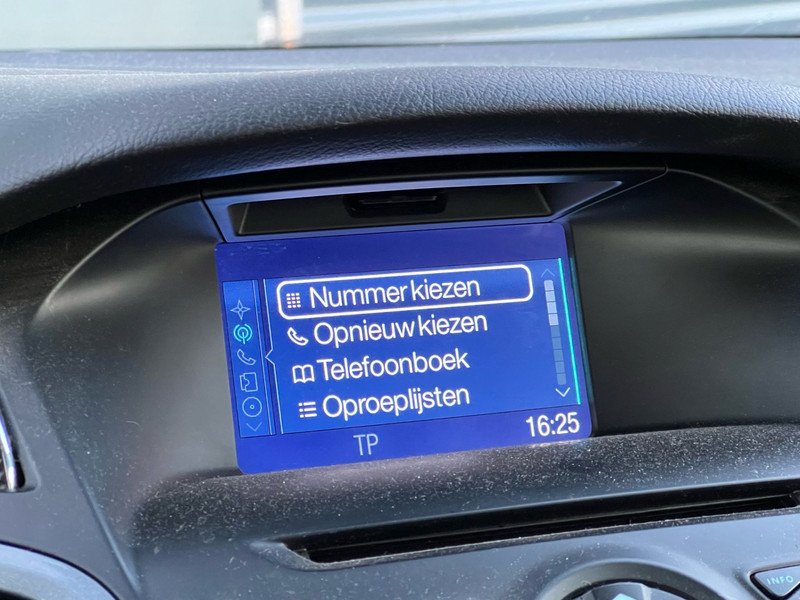 Nummer kiezen
Opnieuw kiezen
Telefoonboek
Oproeplijsten
TP
16:25
INFO